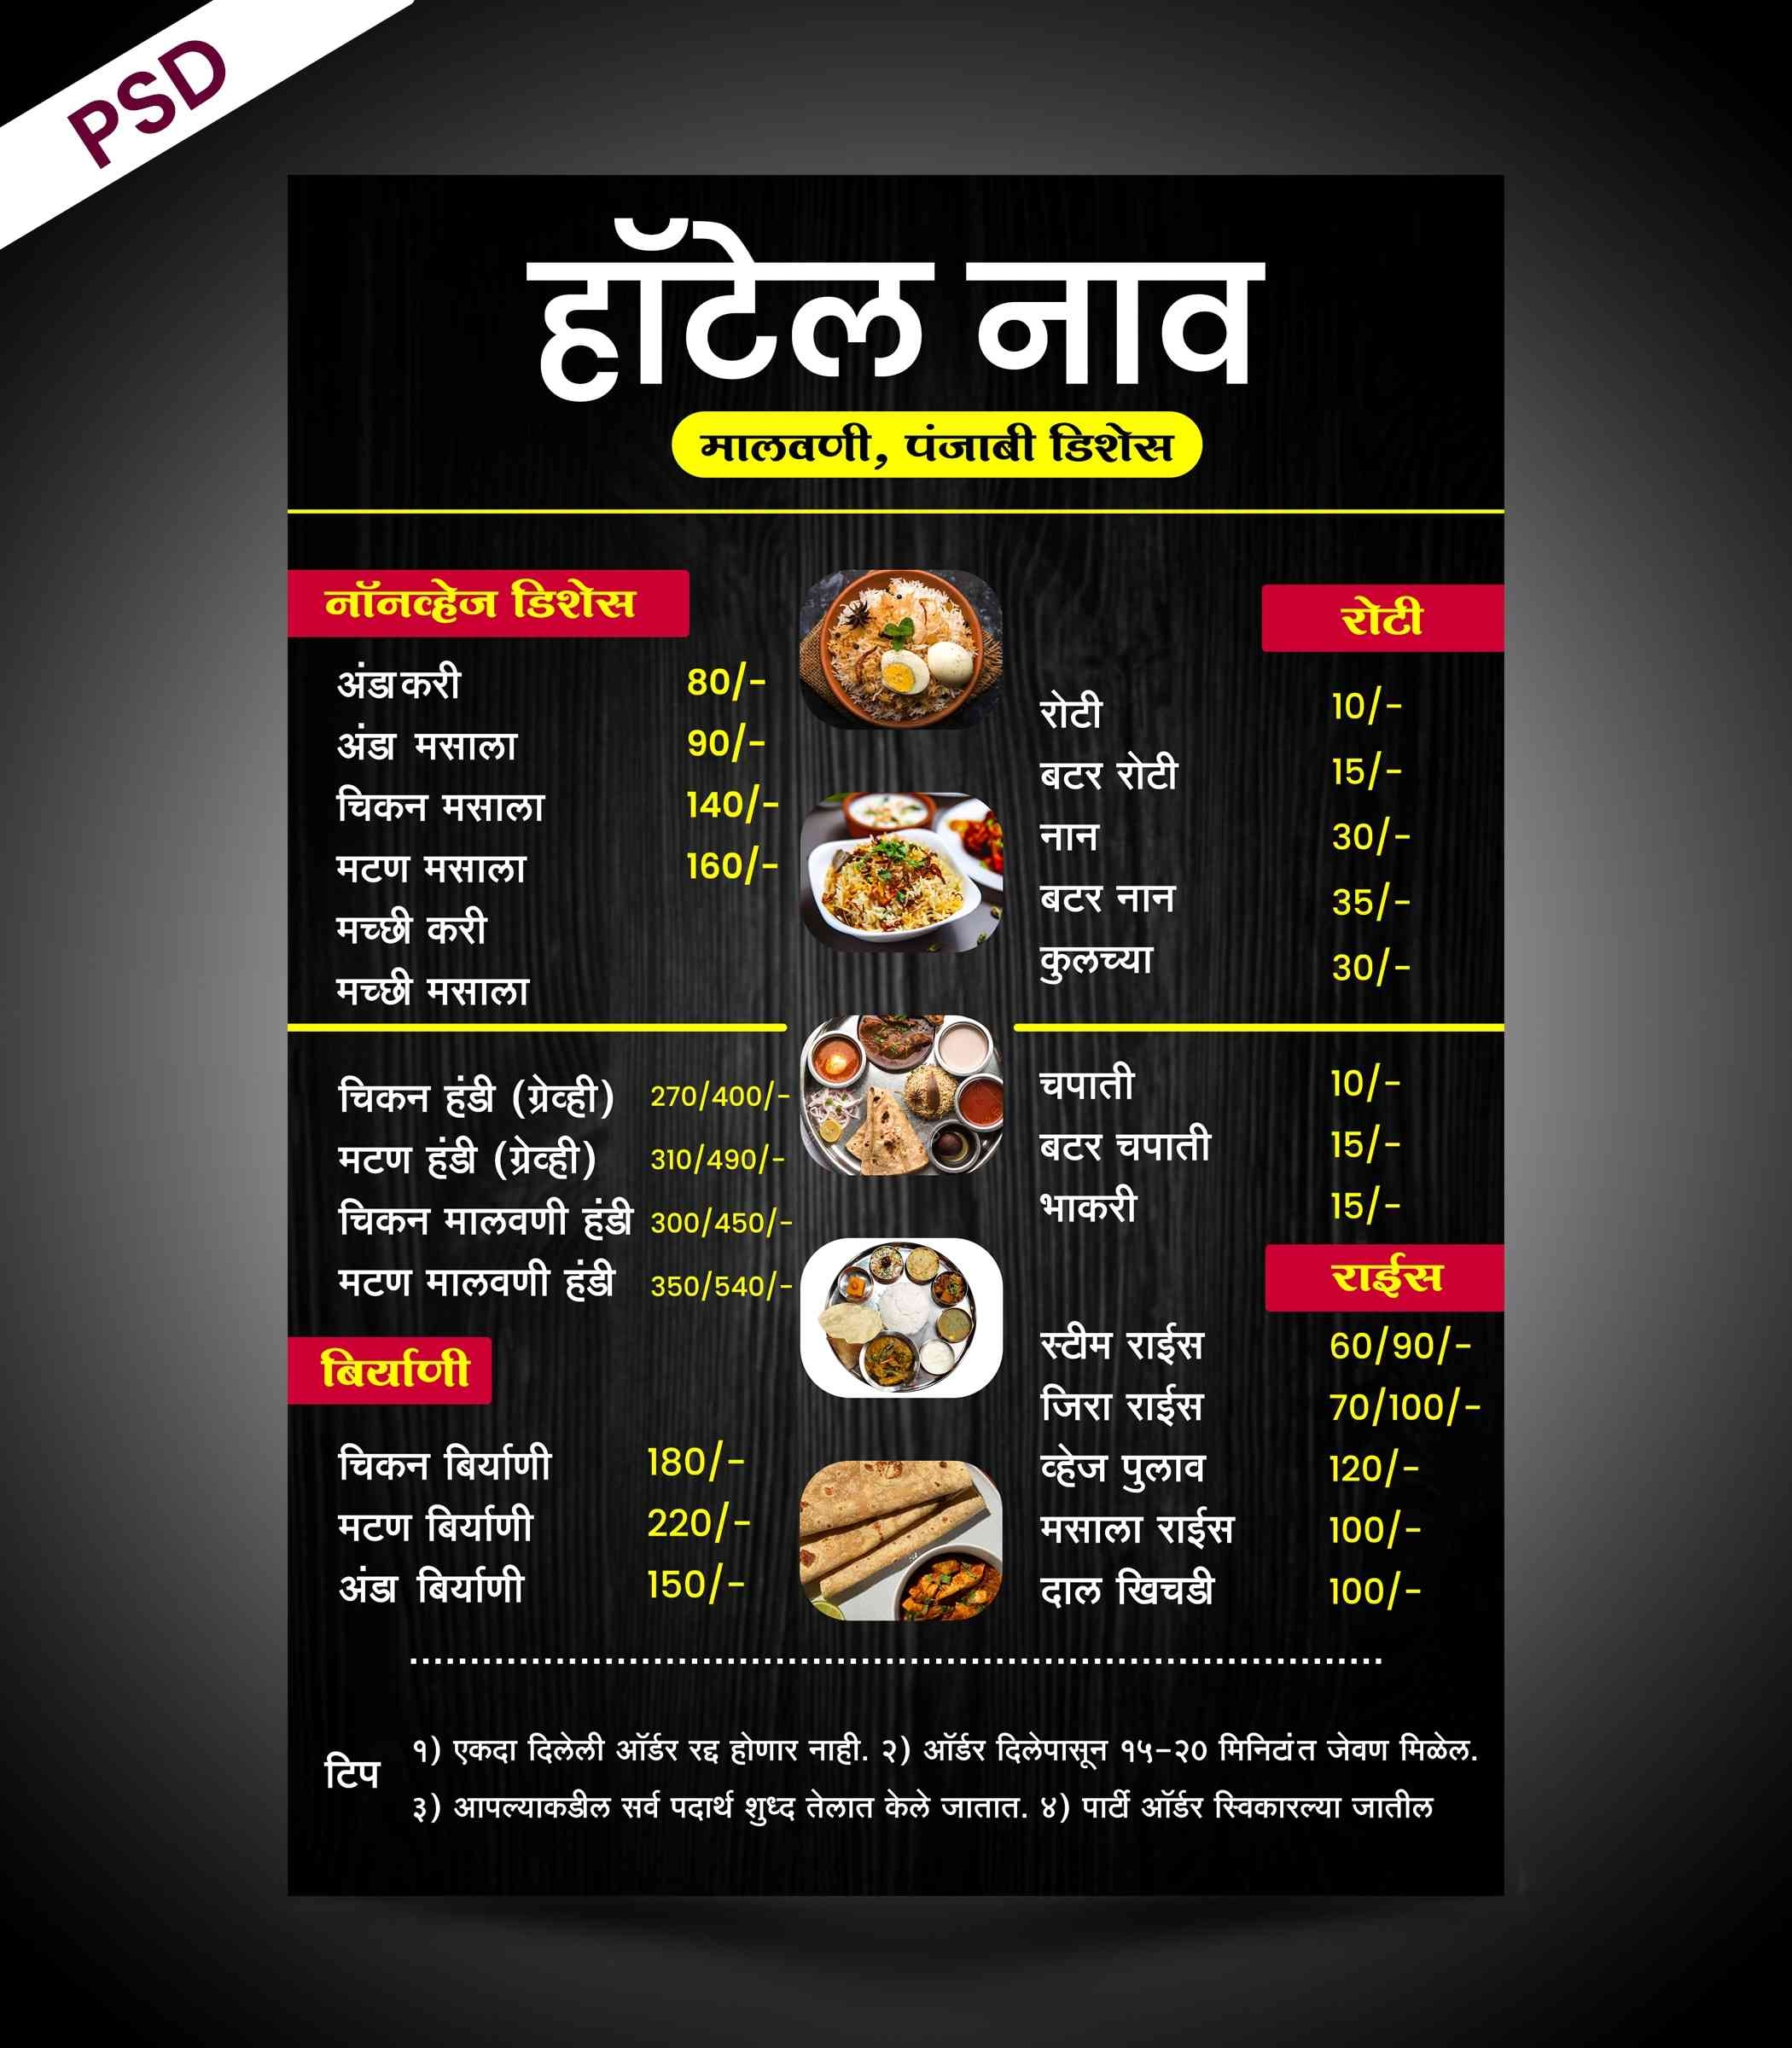 PSD
हॉटेल नाव
मालवणी, पंजाबी डिशेस
नॉनव्हेज डिशेस
अंडाकरी 80/-
अंडा मसाला 90/-
चिकन मसाला 140/-
मटण मसाला 160/-
मच्छी करी
मच्छी मसाला
चिकन हंडी (ग्रेव्ही) 270/400/-
मटण हंडी (ग्रेव्ही) 310/490/-
चिकन मालवणी हंडी 300/450/-
मटण मालवणी हंडी 350/540/-
बिर्याणी
चिकन बिर्याणी 180/-
मटण बिर्याणी 220/-
अंडा बिर्याणी 150/-
रोटी
रोटी 10/-
बटर रोटी 15/-
नान 30/-
बटर नान 35/-
कुलच्या 30/-
चपाती 10/-
बटर चपाती 15/-
भाकरी 15/-
राईस
स्टीम राईस 60/90/-
जिरा राईस 70/100/-
व्हेज पुलाव 120/-
मसाला राईस 100/-
दाल खिचडी 100/-
टिप
१) एकदा दिलेली ऑर्डर रद्द होणार नाही. २) ऑर्डर दिलेपासून १५-२० मिनिटांत जेवण मिळेल.
३) आपल्याकडील सर्व पदार्थ शुध्द तेलात केले जातात. ४) पार्टी ऑर्डर स्विकारल्या जातील